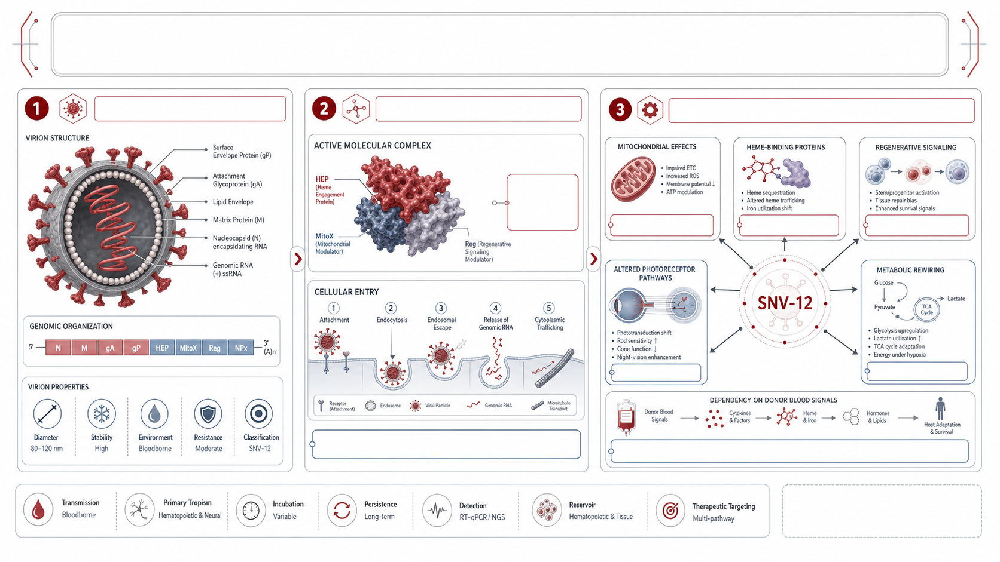 1
VIRION STRUCTURE
Surface
Envelope Protein (gP)
Attachment
Glycoprotein (gA)
Lipid Envelope
Matrix Protein (M)
Nucleocapsid (N)
encapsidating RNA
Genomic RNA
(+) ssRNA
GENOMIC ORGANIZATION
5′ N M gA gP HEP MitoX Reg NPx 3′
(A)n
VIRION PROPERTIES
Diameter
80–120 nm
Stability
High
Environment
Bloodborne
Resistance
Moderate
Classification
SNV-12
2
ACTIVE MOLECULAR COMPLEX
HEP
(Heme
Engagement
Protein)
MitoX
(Mitochondrial
Modulator)
Reg (Regenerative
Signaling
Modulator)
CELLULAR ENTRY
1
Attachment
2
Endocytosis
3
Endosomal
Escape
4
Release of
Genomic RNA
5
Cytoplasmic
Trafficking
Receptor
(Attachment)
Endosome
Viral Particle
Genomic RNA
Microtubule
Transport
3
MITOCHONDRIAL EFFECTS
• Impaired ETC
• Increased ROS
• Membrane potential ↓
• ATP modulation
HEME-BINDING PROTEINS
• Heme sequestration
• Altered heme trafficking
• Iron utilization shift
REGENERATIVE SIGNALING
• Stem/progenitor activation
• Tissue repair bias
• Enhanced survival signals
ALTERED PHOTORECEPTOR
PATHWAYS
• Phototransduction shift
• Rod sensitivity ↑
• Cone function ↓
• Night-vision enhancement
SNV-12
METABOLIC REWIRING
Glucose
Pyruvate
TCA
Cycle
Lactate
• Glycolysis upregulation
• Lactate utilization ↑
• TCA cycle adaptation
• Energy under hypoxia
DEPENDENCY ON DONOR BLOOD SIGNALS
Donor Blood
Signals
Cytokines
& Factors
Heme
& Iron
Hormones
& Lipids
Host Adaptation
& Survival
Transmission
Bloodborne
Primary Tropism
Hematopoietic & Neural
Incubation
Variable
Persistence
Long-term
Detection
RT-qPCR / NGS
Reservoir
Hematopoietic & Tissue
Therapeutic Targeting
Multi-pathway